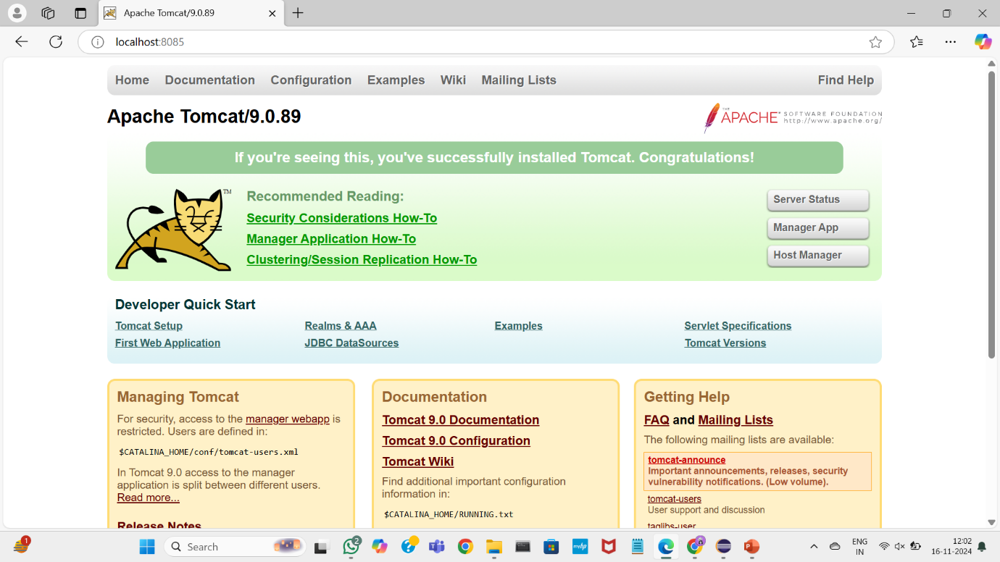 Apache Tomcat/9.0.89
localhost:8085
Home Documentation Configuration Examples Wiki Mailing Lists Find Help
Apache Tomcat/9.0.89
THE APACHE® SOFTWARE FOUNDATION
http://www.apache.org/
If you're seeing this, you've successfully installed Tomcat. Congratulations!
TM
Recommended Reading:
Security Considerations How-To
Manager Application How-To
Clustering/Session Replication How-To
Server Status
Manager App
Host Manager
Developer Quick Start
Tomcat Setup
First Web Application
Realms & AAA
JDBC DataSources
Examples
Servlet Specifications
Tomcat Versions
Managing Tomcat
For security, access to the manager webapp is
restricted. Users are defined in:
$CATALINA_HOME/conf/tomcat-users.xml
In Tomcat 9.0 access to the manager
application is split between different users.
Read more...
Release Notes
Documentation
Tomcat 9.0 Documentation
Tomcat 9.0 Configuration
Tomcat Wiki
Find additional important configuration
information in:
$CATALINA_HOME/RUNNING.txt
Getting Help
FAQ and Mailing Lists
The following mailing lists are available:
tomcat-announce
Important announcements, releases, security
vulnerability notifications. (Low volume).
tomcat-users
User support and discussion
taglibs-user
1
Search
2
myhp
ENG
IN
12:02
16-11-2024